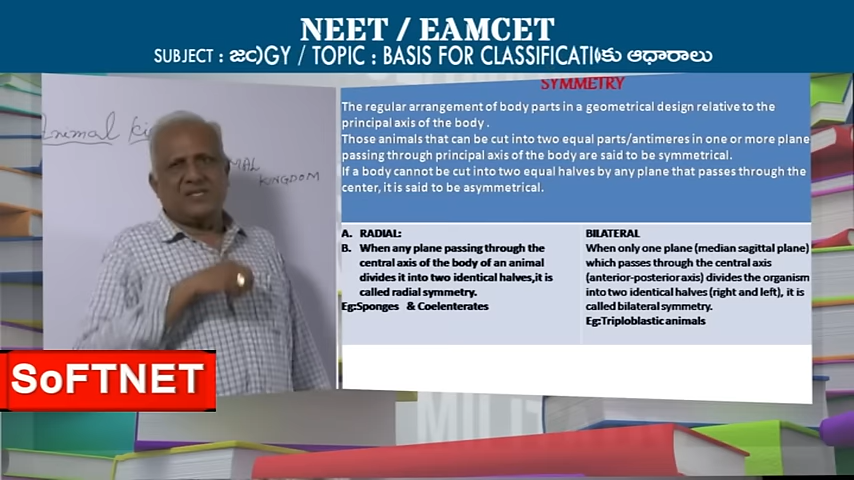 NEET / EAMCET
SUBJECT : జం)GY / TOPIC : BASIS FOR CLASSIFICATI కు ఆధారాలు
Animal Ki
MAL
KINGDOM
SYMMETRY
The regular arrangement of body parts in a geometrical design relative to the
principal axis of the body .
Those animals that can be cut into two equal parts/antimeres in one or more plane
passing through principal axis of the body are said to be symmetrical.
If a body cannot be cut into two equal halves by any plane that passes through the
center, it is said to be asymmetrical.
A. RADIAL:
B. When any plane passing through the
central axis of the body of an animal
divides it into two identical halves,it is
called radial symmetry.
Eg:Sponges & Coelenterates
BILATERAL
When only one plane (median sagittal plane)
which passes through the central axis
(anterior-posterior axis) divides the organism
into two identical halves (right and left), it is
called bilateral symmetry.
Eg:Triploblastic animals
SoFTNET